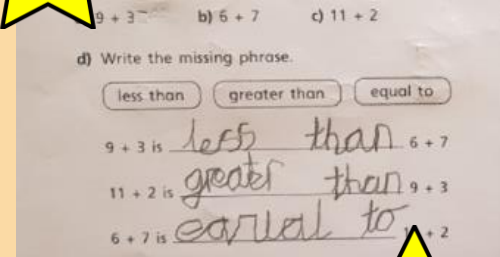 9 + 3 b) 6 + 7 c) 11 + 2
d) Write the missing phrase.
less than greater than equal to
9 + 3 is less than 6 + 7
11 + 2 is greater than 9 + 3
6 + 7 is eaqual to + 2